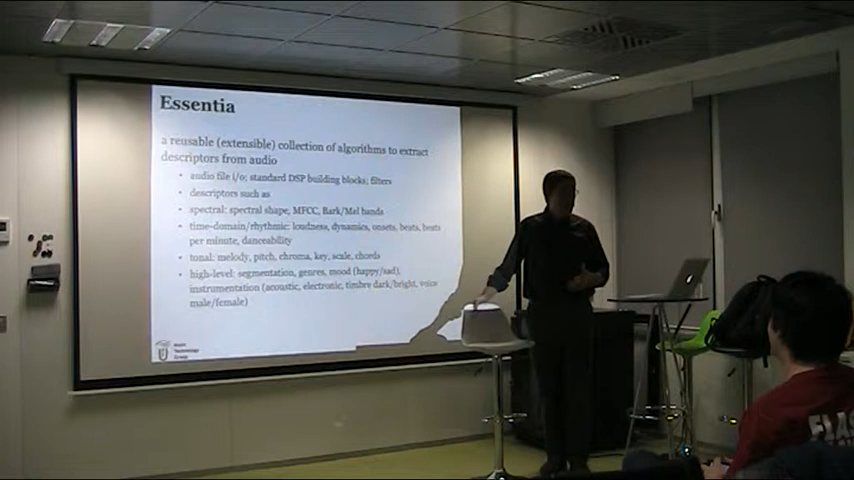 Essentia
a reusable (extensible) collection of algorithms to extract
descriptors from audio
• audio file i/o; standard DSP building blocks; filters
• descriptors such as
• spectral: spectral shape, MFCC, Bark/Mel bands
• time-domain/rhythmic: loudness, dynamics, onsets, beats, beats
per minute, danceability
• tonal: melody, pitch, chroma, key, scale, chords
• high-level: segmentation, genres, mood (happy/sad),
instrumentation (acoustic, electronic, timbre dark/bright, voice
male/female)
Music
Technology
Group